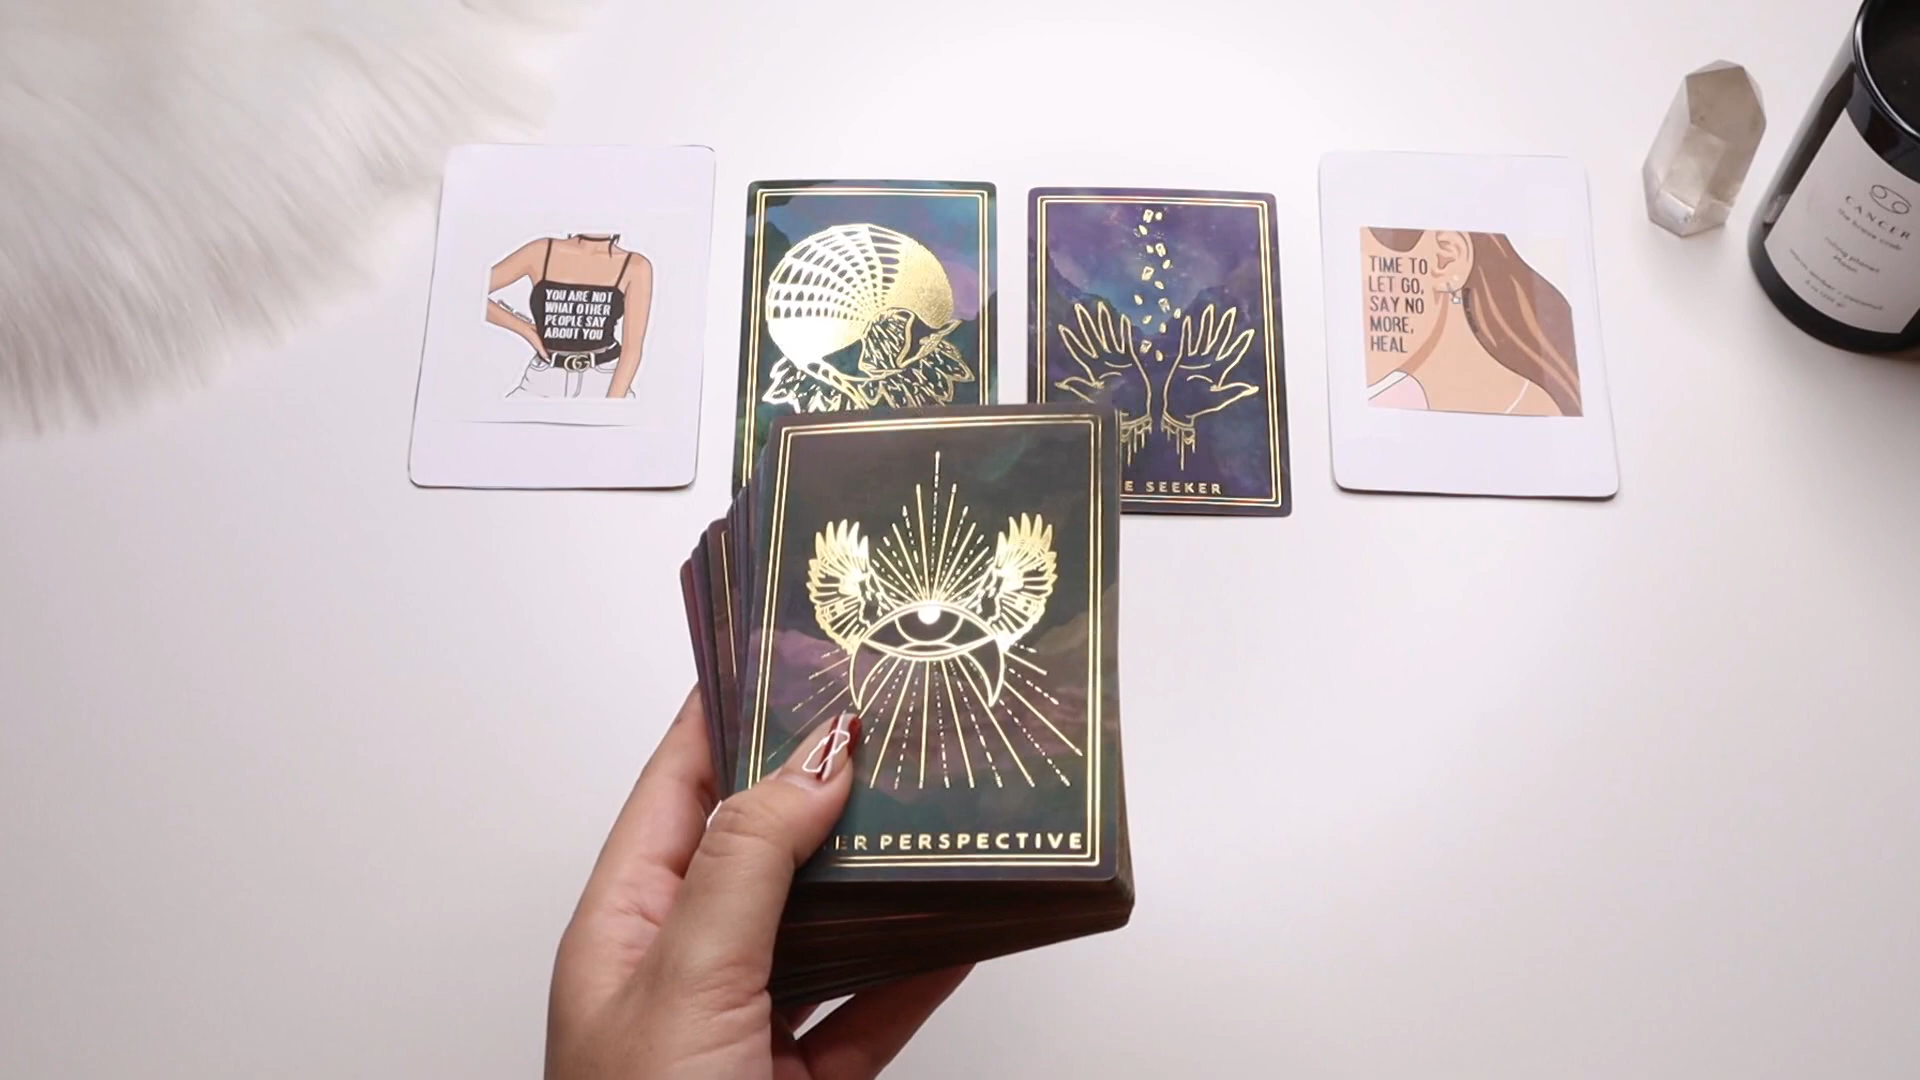 YOU ARE NOT
WHAT OTHER
PEOPLE SAY
ABOUT YOU
E SEEKER
TIME TO
LET GO,
SAY NO
MORE,
HEAL
CANCER
ER PERSPECTIVE